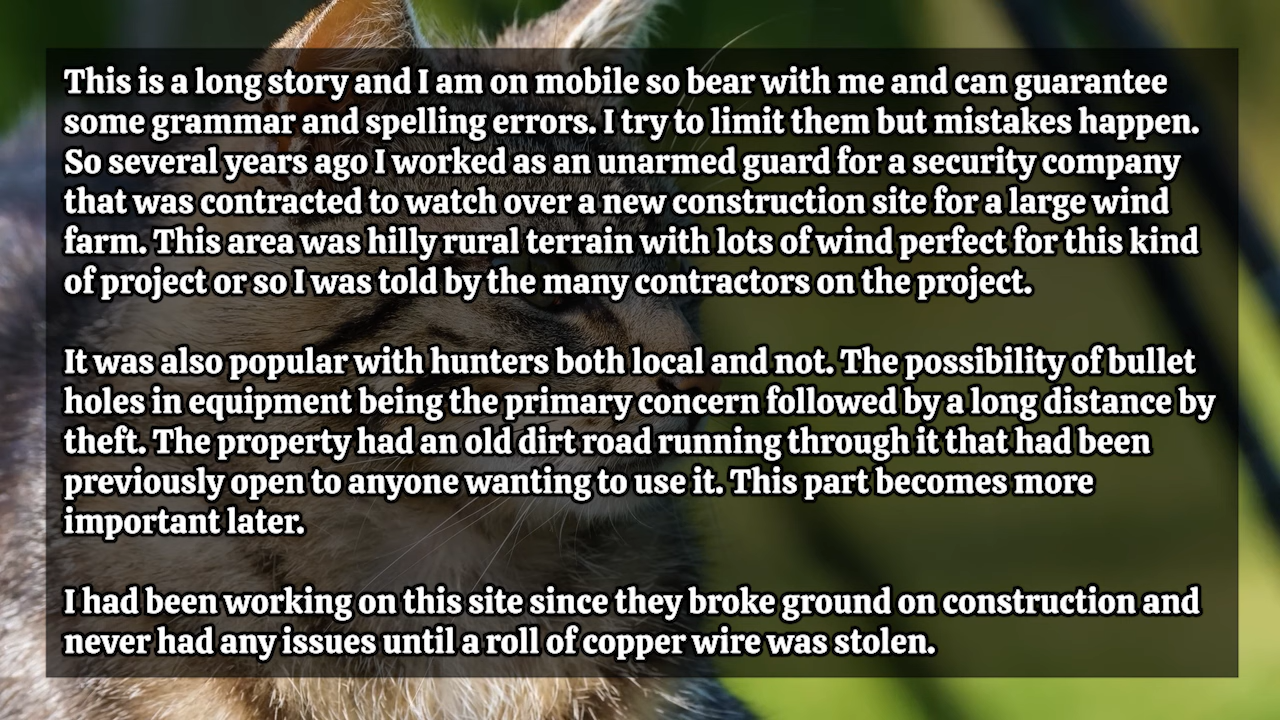 This is a long story and I am on mobile so bear with me and can guarantee
some grammar and spelling errors. I try to limit them but mistakes happen.
So several years ago I worked as an unarmed guard for a security company
that was contracted to watch over a new construction site for a large wind
farm. This area was hilly rural terrain with lots of wind perfect for this kind
of project or so I was told by the many contractors on the project.
It was also popular with hunters both local and not. The possibility of bullet
holes in equipment being the primary concern followed by a long distance by
theft. The property had an old dirt road running through it that had been
previously open to anyone wanting to use it. This part becomes more
important later.
I had been working on this site since they broke ground on construction and
never had any issues until a roll of copper wire was stolen.